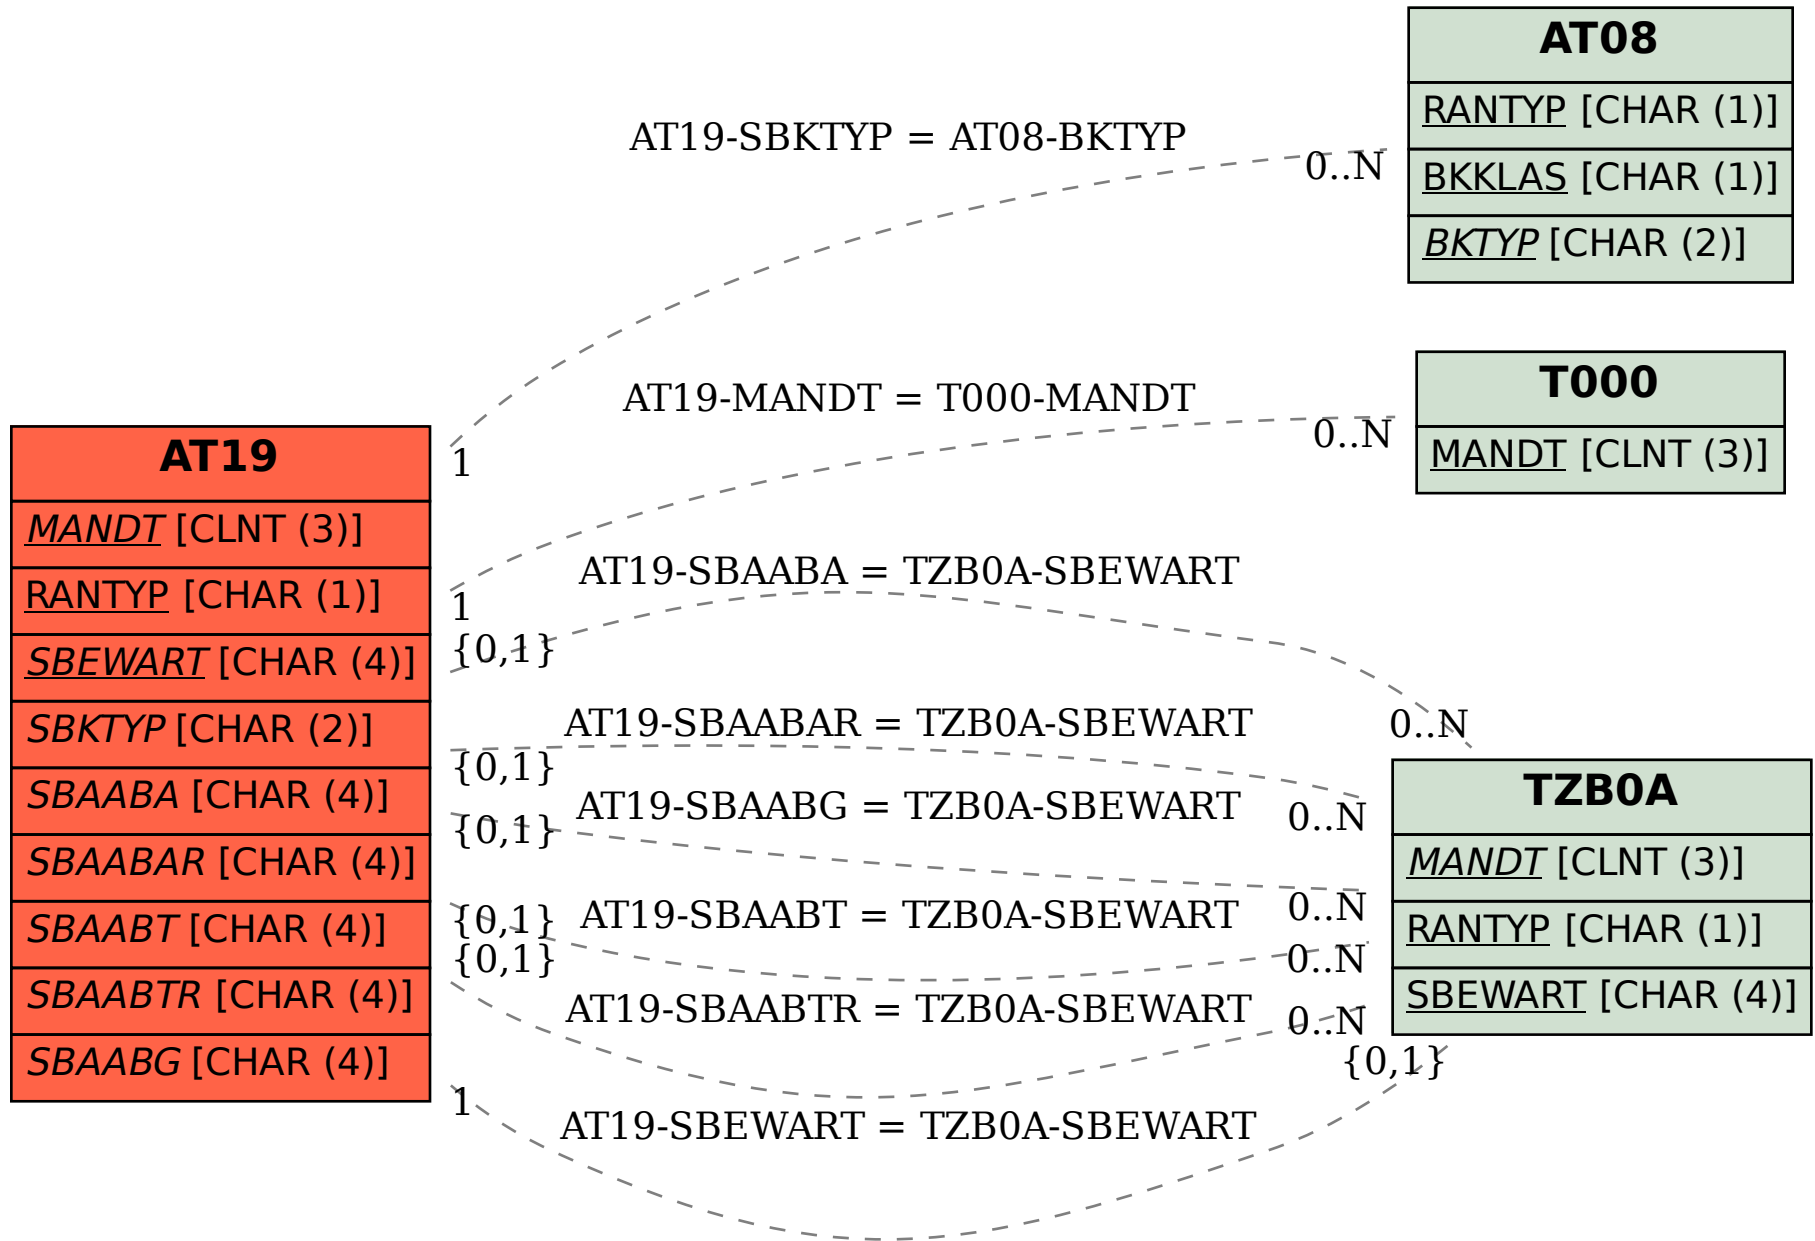 AT08
RANTYP [CHAR (1)]
BKKLAS [CHAR (1)]
BKTYP [CHAR (2)]
AT19-SBKTYP = AT08-BKTYP
0..N
1
T000
MANDT [CLNT (3)]
AT19-MANDT = T000-MANDT
0..N
1
AT19
MANDT [CLNT (3)]
RANTYP [CHAR (1)]
SBEWART [CHAR (4)]
SBKTYP [CHAR (2)]
SBAABA [CHAR (4)]
SBAABAR [CHAR (4)]
SBAABT [CHAR (4)]
SBAABTR [CHAR (4)]
SBAABG [CHAR (4)]
AT19-SBAABA = TZB0A-SBEWART
{0,1}
0..N
AT19-SBAABAR = TZB0A-SBEWART
{0,1}
0..N
AT19-SBAABG = TZB0A-SBEWART
{0,1}
0..N
AT19-SBAABT = TZB0A-SBEWART
{0,1}
0..N
AT19-SBAABTR = TZB0A-SBEWART
{0,1}
0..N
AT19-SBEWART = TZB0A-SBEWART
1
{0,1}
TZB0A
MANDT [CLNT (3)]
RANTYP [CHAR (1)]
SBEWART [CHAR (4)]